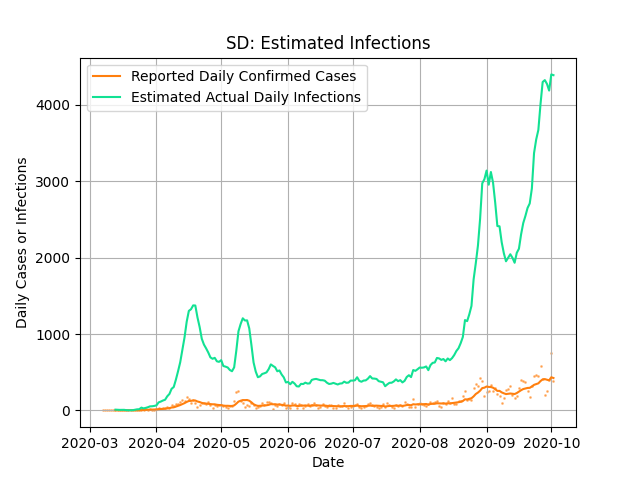 SD: Estimated Infections
Reported Daily Confirmed Cases
Estimated Actual Daily Infections
4000
3000
2000
1000
0
Daily Cases or Infections
2020-03 2020-04 2020-05 2020-06 2020-07 2020-08 2020-09 2020-10
Date